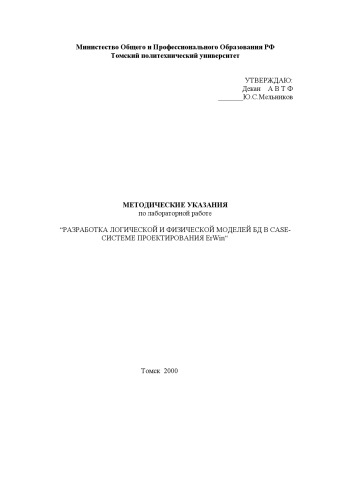 Министество Общего и Профессионального Образования РФ
Томский политехнический университет
УТВЕРЖДАЮ:
Декан А В Т Ф
_______Ю.С.Мельников
МЕТОДИЧЕСКИЕ УКАЗАНИЯ
по лабораторной работе
“РАЗРАБОТКА ЛОГИЧЕСКОЙ И ФИЗИЧЕСКОЙ МОДЕЛЕЙ БД В CASE-
СИСТЕМЕ ПРОЕКТИРОВАНИЯ ErWin”
Томск 2000